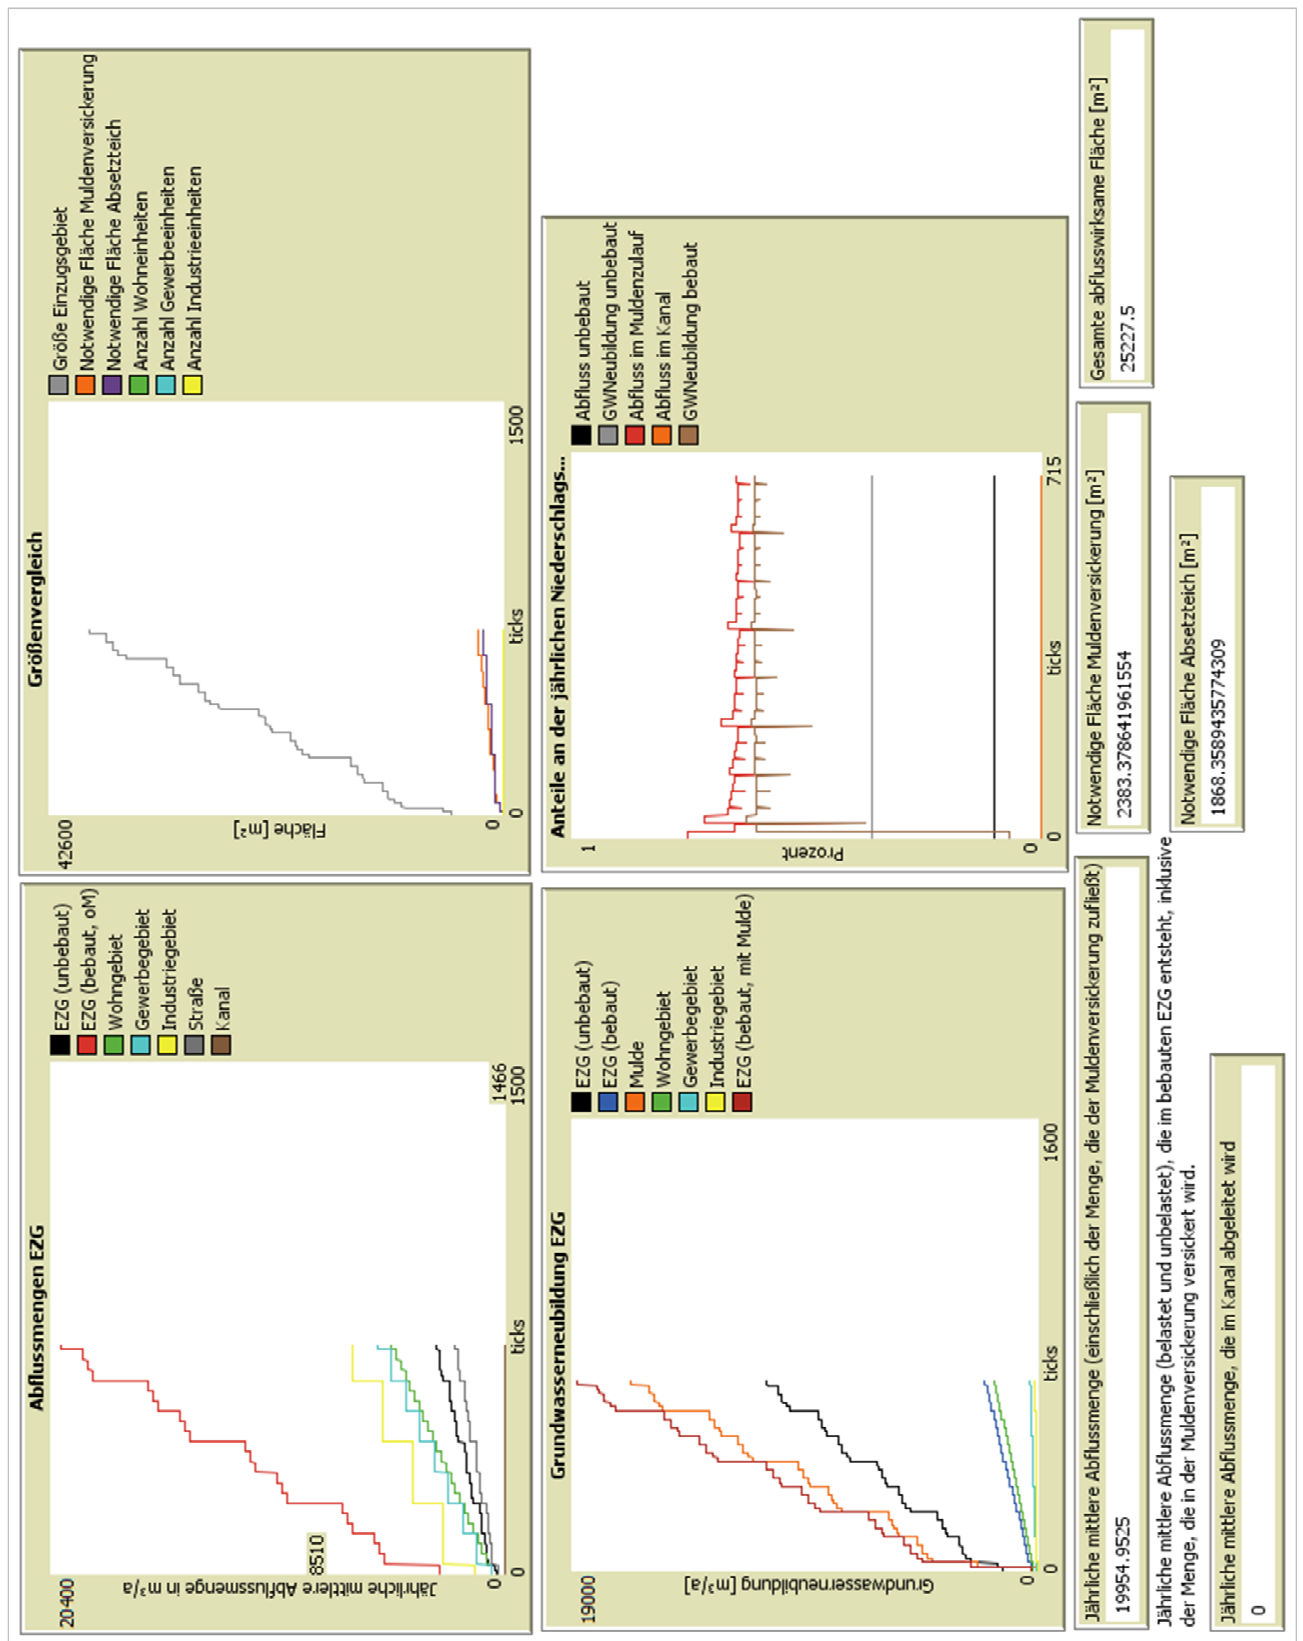 Abflussmengen EZG
20400
Jährliche mittlere Abflussmenge in m³/a
0
8510
0
ticks
1466
1500
EZG (unbebaut)
EZG (bebaut, oM)
Wohngebiet
Gewerbegebiet
Industriegebiet
Straße
Kanal
Größenvergleich
42600
Fläche [m²]
0
0
ticks
1500
Größe Einzugsgebiet
Notwendige Fläche Muldenversickerung
Notwendige Fläche Absetzteich
Anzahl Wohneinheiten
Anzahl Gewerbeeinheiten
Anzahl Industrieeinheiten
Grundwasserneubildung EZG
19000
Grundwasserneubildung [m³/a]
0
0
ticks
1600
EZG (unbebaut)
EZG (bebaut)
Mulde
Wohngebiet
Gewerbegebiet
Industriegebiet
EZG (bebaut, mit Mulde)
Anteile an der jährlichen Niederschlags...
1
Prozent
0
0
ticks
715
Abfluss unbebaut
GWNeubildung unbebaut
Abfluss im Muldenzulauf
Abfluss im Kanal
GWNeubildung bebaut
Jährliche mittlere Abflussmenge (einschließlich der Menge, die der Muldenversickerung zufließt)
19954.9525
Notwendige Fläche Muldenversickerung [m²]
2383.378641961554
Gesamte abflusswirksame Fläche [m²]
25227.5
Jährliche mittlere Abflussmenge (belastet und unbelastet), die im bebauten EZG entsteht, inklusive
der Menge, die in der Muldenversickerung versickert wird.
Notwendige Fläche Absetzteich [m²]
1868.3589435774309
Jährliche mittlere Abflussmenge, die im Kanal abgeleitet wird
0